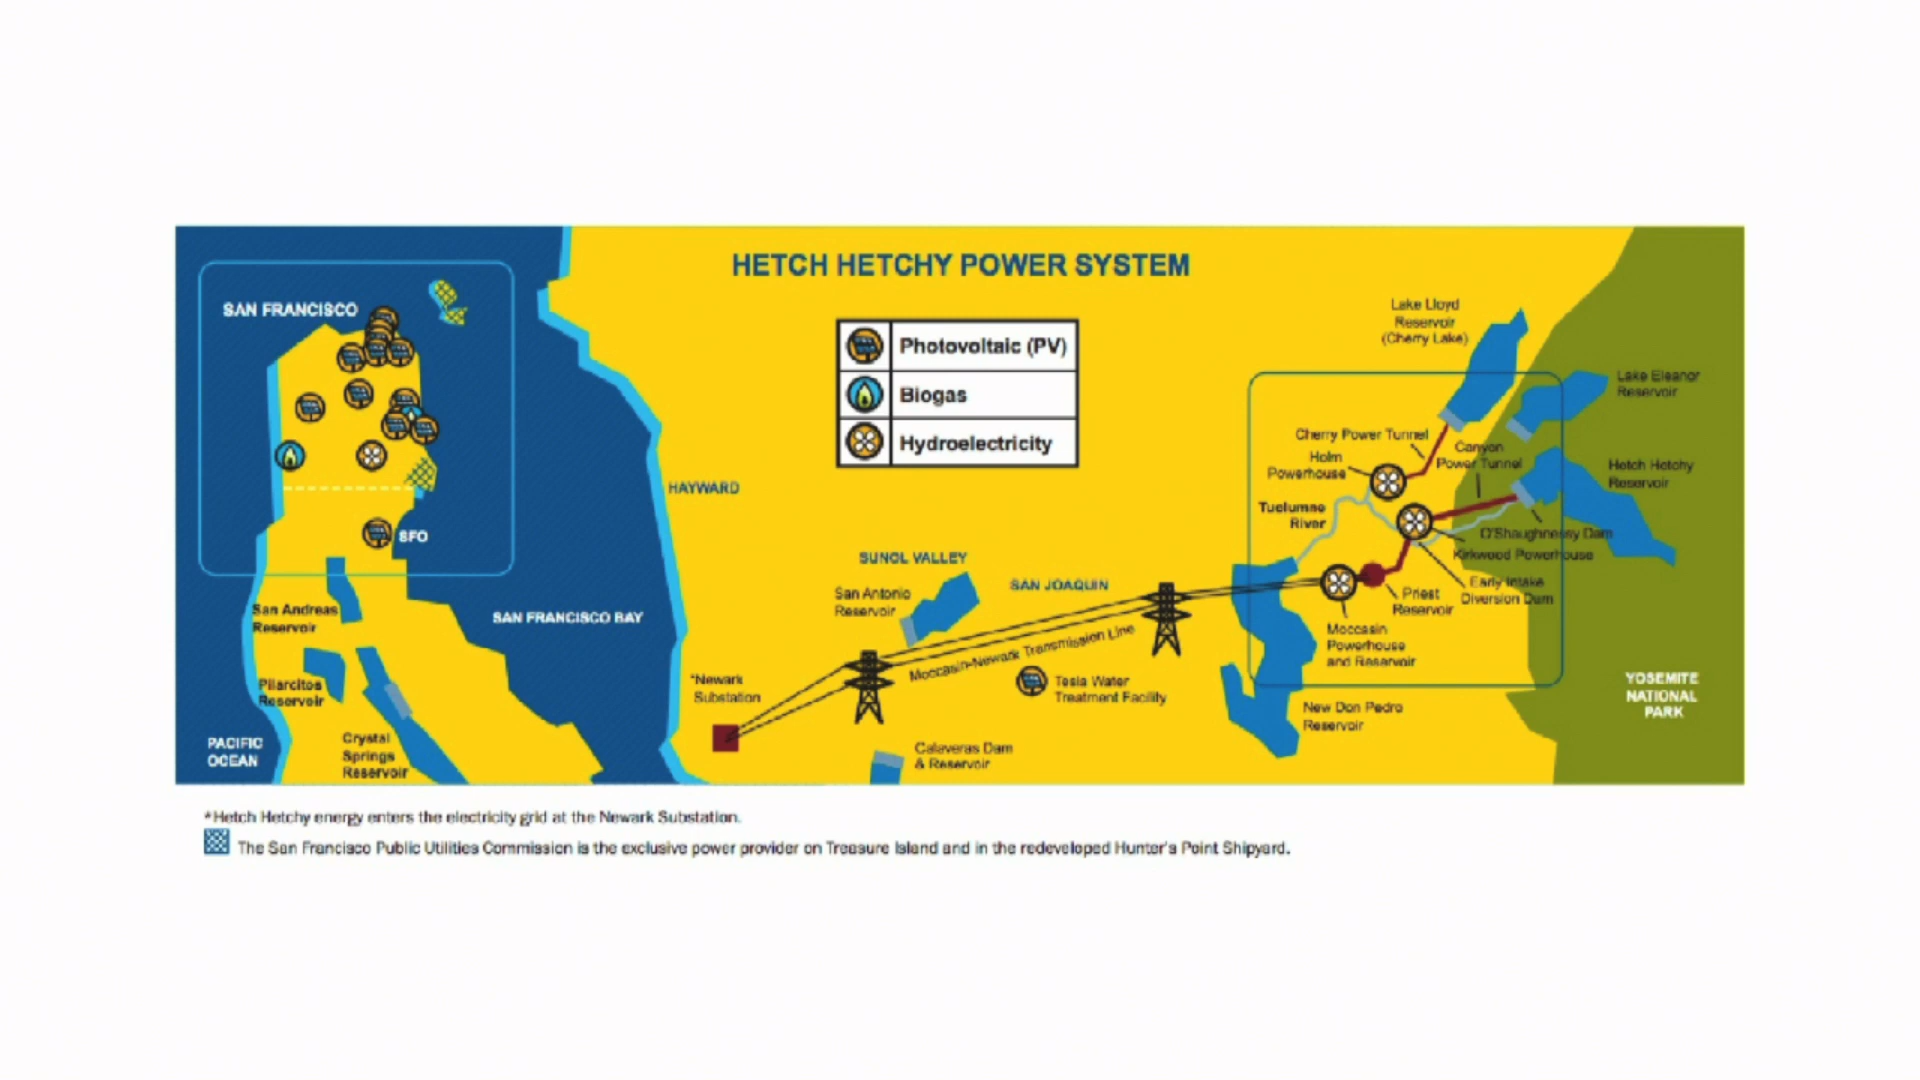 HETCH HETCHY POWER SYSTEM
SAN FRANCISCO
SFO
San Andreas
Reservoir
Pilarcitos
Reservoir
Crystal
Springs
Reservoir
PACIFIC
OCEAN
SAN FRANCISCO BAY
HAYWARD
Photovoltaic (PV)
Biogas
Hydroelectricity
SUNOL VALLEY
San Antonio
Reservoir
SAN JOAQUIN
Moccasin-Newark Transmission Line
*Newark
Substation
Tesla Water
Treatment Facility
Calaveras Dam
& Reservoir
Lake Lloyd
Reservoir
(Cherry Lake)
Lake Eleanor
Reservoir
Cherry Power Tunnel
Canyon
Power Tunnel
Holm
Powerhouse
Hetch Hetchy
Reservoir
Tuolumne
River
O'Shaughnessy Dam
Kirkwood Powerhouse
Early Intake
Diversion Dam
Priest
Reservoir
Moccasin
Powerhouse
and Reservoir
New Don Pedro
Reservoir
YOSEMITE
NATIONAL
PARK
*Hetch Hetchy energy enters the electricity grid at the Newark Substation.
The San Francisco Public Utilities Commission is the exclusive power provider on Treasure Island and in the redeveloped Hunter's Point Shipyard.